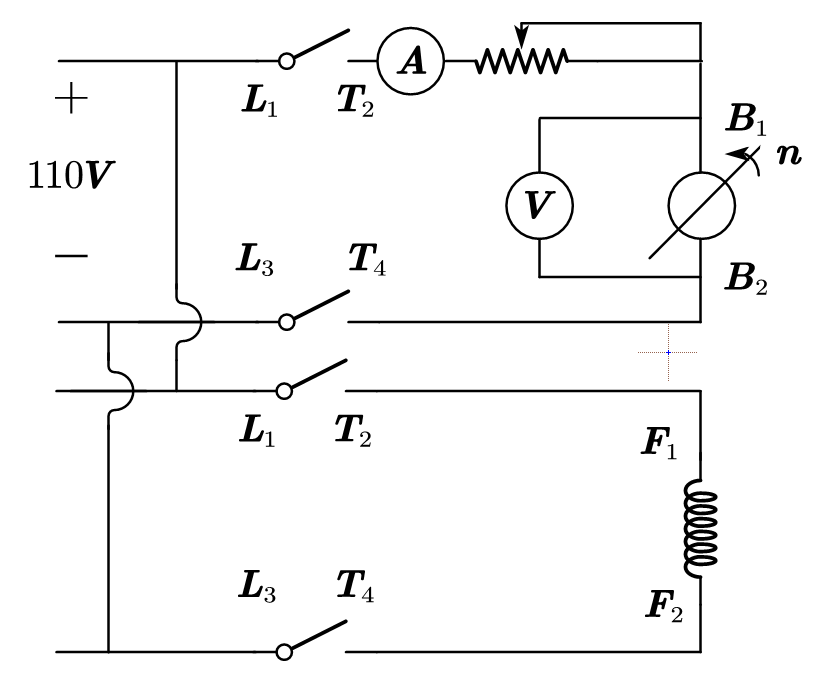 A
L₁ T₂
+
B₁
n
110V
V
−
L₃ T₄
B₂
L₁ T₂
F₁
L₃ T₄
F₂